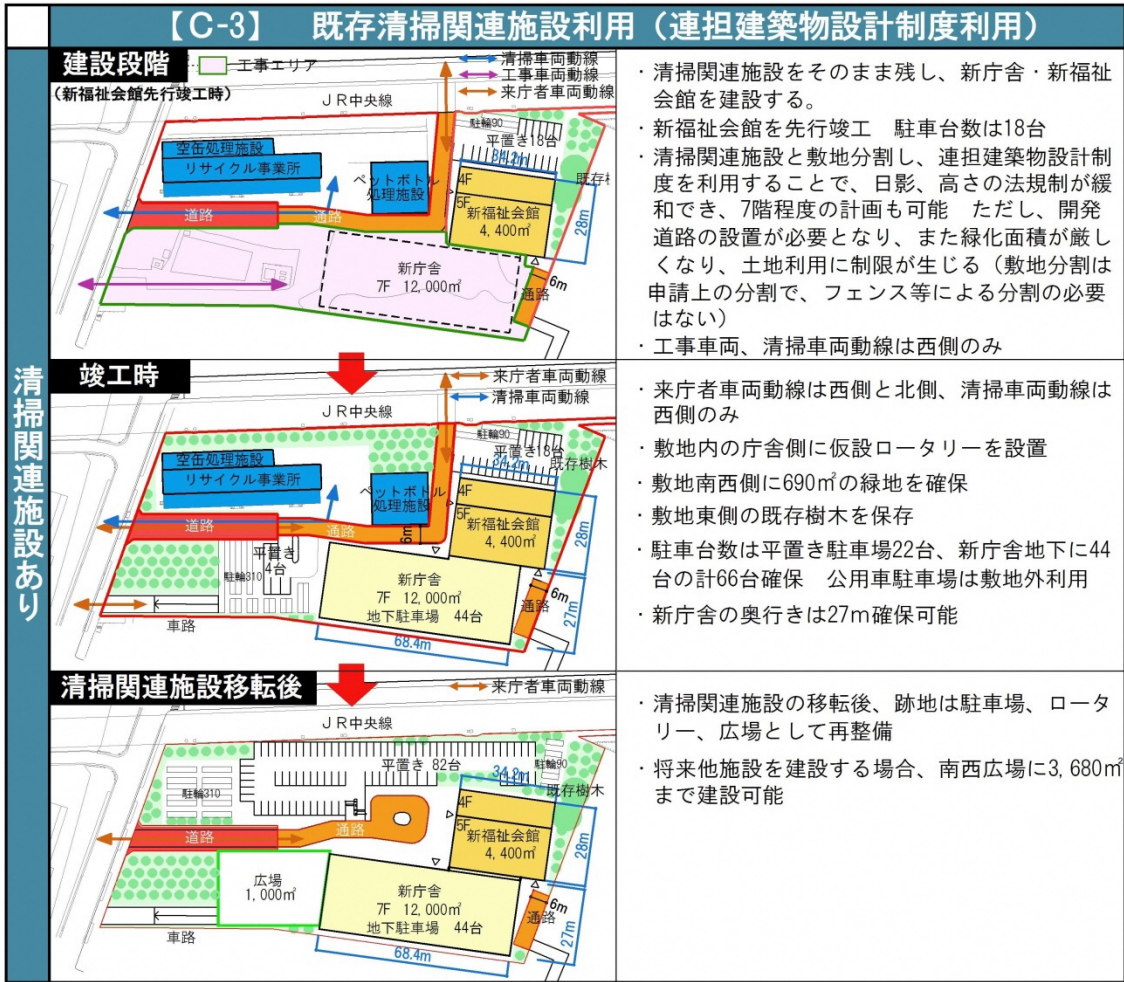 【C-3】 既存清掃関連施設利用（連担建築物設計制度利用）
清掃関連施設あり
建設段階
(新福祉会館先行竣工時)
工事エリア
清掃車両動線
工事車両動線
来庁者車両動線
JR中央線
駐輪90
平置き18台
34.2m
既存
空缶処理施設
リサイクル事業所
ペットボトル
処理施設
4F
5F
新福祉会館
4,400㎡
28m
道路
通路
新庁舎
7F 12,000㎡
6m
通路
・清掃関連施設をそのまま残し、新庁舎・新福祉
会館を建設する。
・新福祉会館を先行竣工 駐車台数は18台
・清掃関連施設と敷地分割し、連担建築物設計制
度を利用することで、日影、高さの法規制が緩
和でき、7階程度の計画も可能 ただし、開発
道路の設置が必要となり、また緑化面積が厳し
くなり、土地利用に制限が生じる（敷地分割は
申請上の分割で、フェンス等による分割の必要
はない）
・工事車両、清掃車両動線は西側のみ
竣工時
来庁者車両動線
清掃車両動線
JR中央線
駐輪90
平置き18台
34.2m
既存樹木
空缶処理施設
リサイクル事業所
ペットボトル
処理施設
4F
5F
新福祉会館
4,400㎡
28m
道路
通路
6m
平置き
4台
駐輪310
新庁舎
7F 12,000㎡
地下駐車場 44台
6m
通路
27m
車路
68.4m
・来庁者車両動線は西側と北側、清掃車両動線は
西側のみ
・敷地内の庁舎側に仮設ロータリーを設置
・敷地南西側に690㎡の緑地を確保
・敷地東側の既存樹木を保存
・駐車台数は平置き駐車場22台、新庁舎地下に44
台の計66台確保 公用車駐車場は敷地外利用
・新庁舎の奥行きは27m確保可能
清掃関連施設移転後
来庁者車両動線
JR中央線
平置き 82台
駐輪90
34.2m
既存樹木
駐輪310
4F
5F
新福祉会館
4,400㎡
28m
道路
通路
広場
1,000㎡
新庁舎
7F 12,000㎡
地下駐車場 44台
6m
通路
27m
車路
68.4m
・清掃関連施設の移転後、跡地は駐車場、ロータ
リー、広場として再整備
・将来他施設を建設する場合、南西広場に3,680㎡
まで建設可能